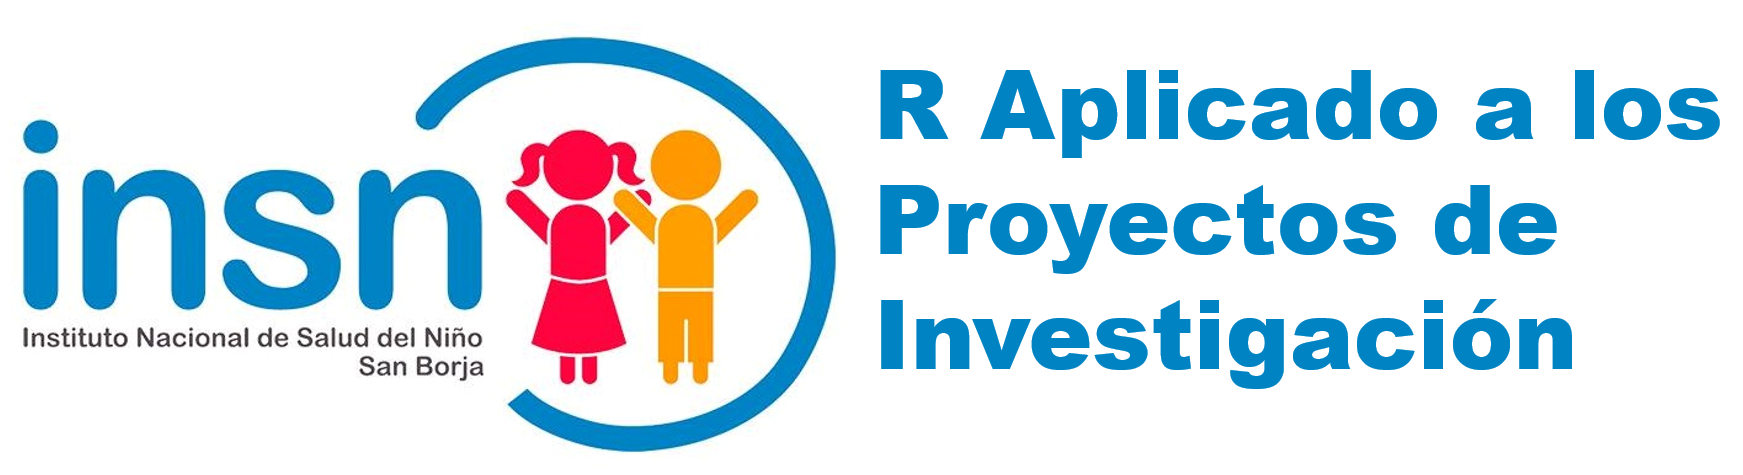 insn
Instituto Nacional de Salud del Niño
San Borja
R Aplicado a los
Proyectos de
Investigación